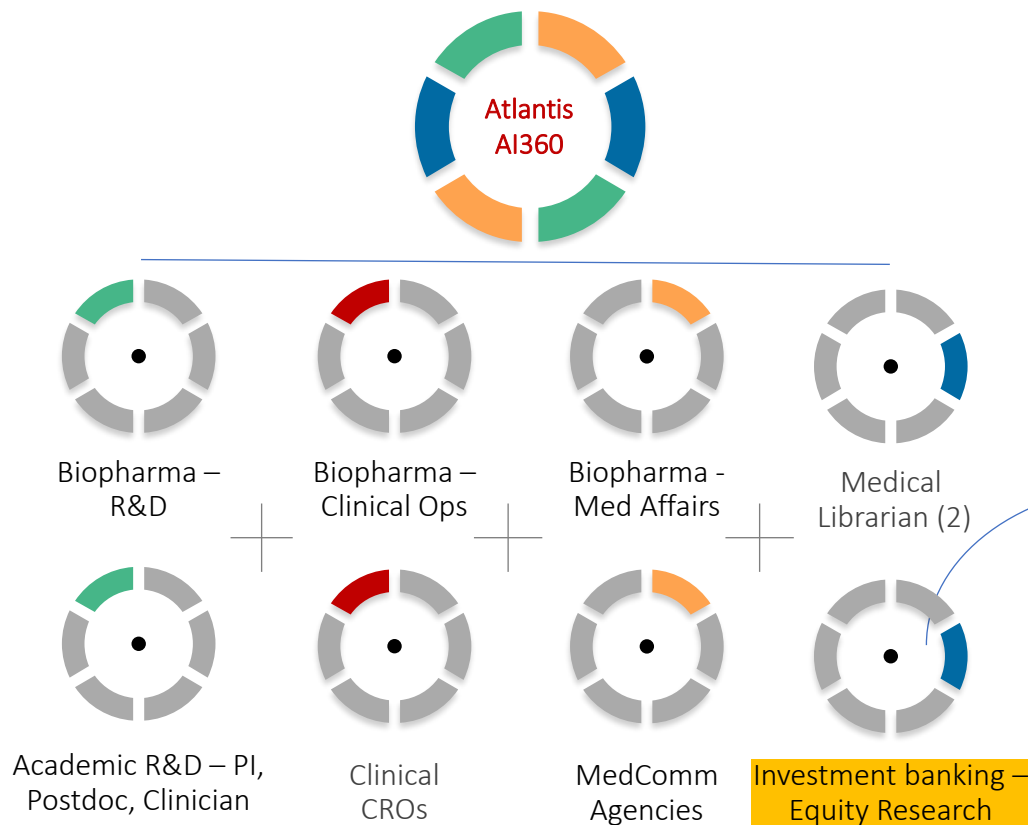 Atlantis
AI360
Biopharma –
R&D
Biopharma –
Clinical Ops
Biopharma -
Med Affairs
Medical
Librarian (2)
Academic R&D – PI,
Postdoc, Clinician
Clinical
CROs
MedComm
Agencies
Investment banking –
Equity Research